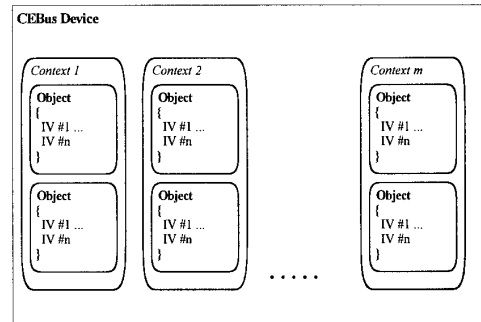 CEBus Device
Context 1
Object
{
IV #1 ...
IV #n
}
Object
{
IV #1 ...
IV #n
}
Context 2
Object
{
IV #1 ...
IV #n
}
Object
{
IV #1 ...
IV #n
}
.....
Context m
Object
{
IV #1 ...
IV #n
}
Object
{
IV #1 ...
IV #n
}